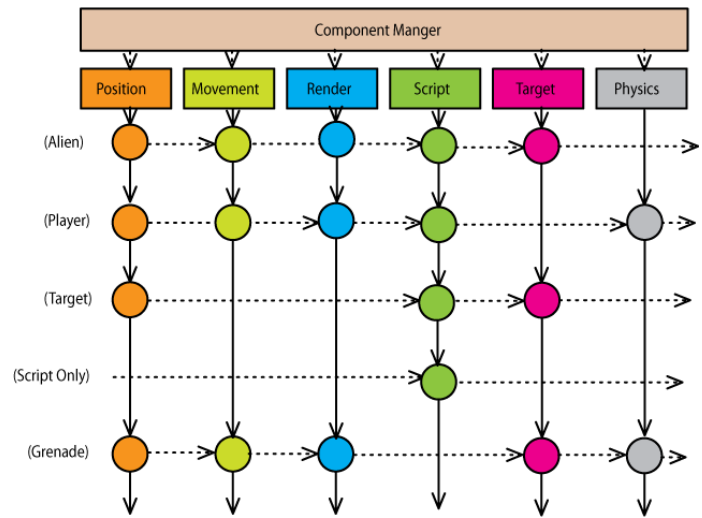 Component Manger
Position Movement Render Script Target Physics
(Alien)
(Player)
(Target)
(Script Only)
(Grenade)